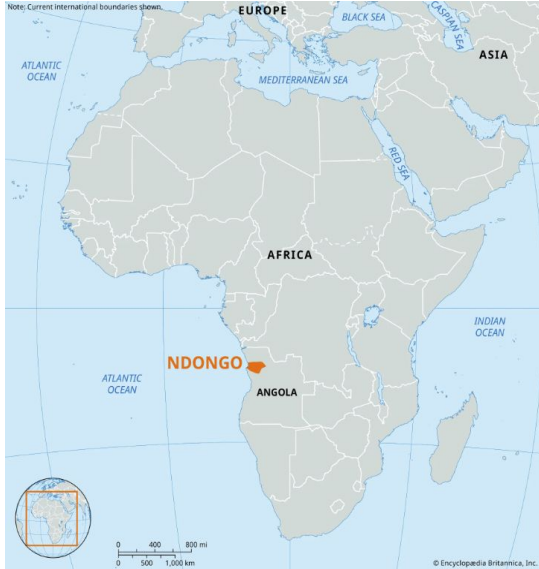 Note: Current international boundaries shown.
EUROPE
BLACK SEA
CASPIAN SEA
ASIA
ATLANTIC
OCEAN
MEDITERRANEAN SEA
RED SEA
AFRICA
INDIAN
OCEAN
NDONGO
ATLANTIC
OCEAN
ANGOLA
0 400 800 mi
0 500 1,000 km
© Encyclopædia Britannica, Inc.